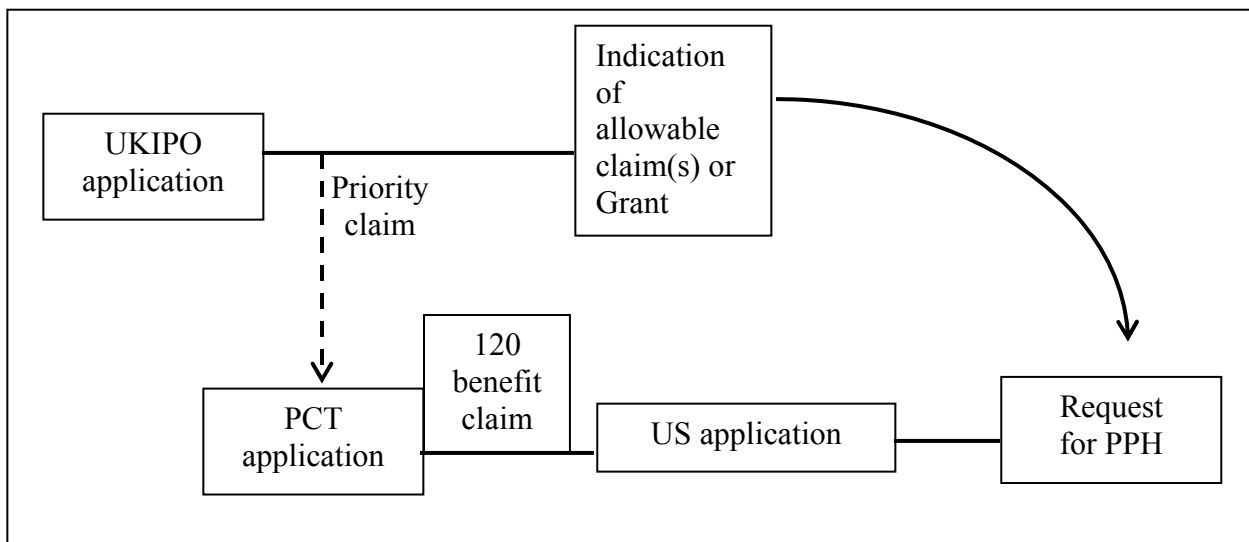 UKIPO
application
Priority
claim
Indication
of
allowable
claim(s) or
Grant
PCT
application
120
benefit
claim
US application
Request
for PPH